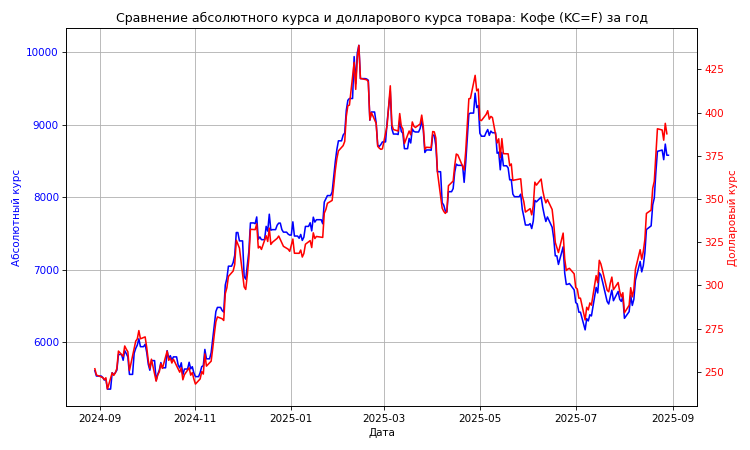 Сравнение абсолютного курса и долларового курса товара: Кофе (KC=F) за год
Абсолютный курс
10000
9000
8000
7000
6000
425
400
375
350
325
300
275
250
Долларовый курс
2024-09 2024-11 2025-01 2025-03 2025-05 2025-07 2025-09
Дата